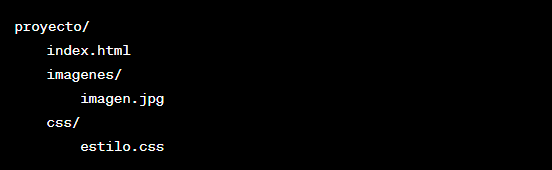 proyecto/
index.html
imagenes/
imagen.jpg
css/
estilo.css